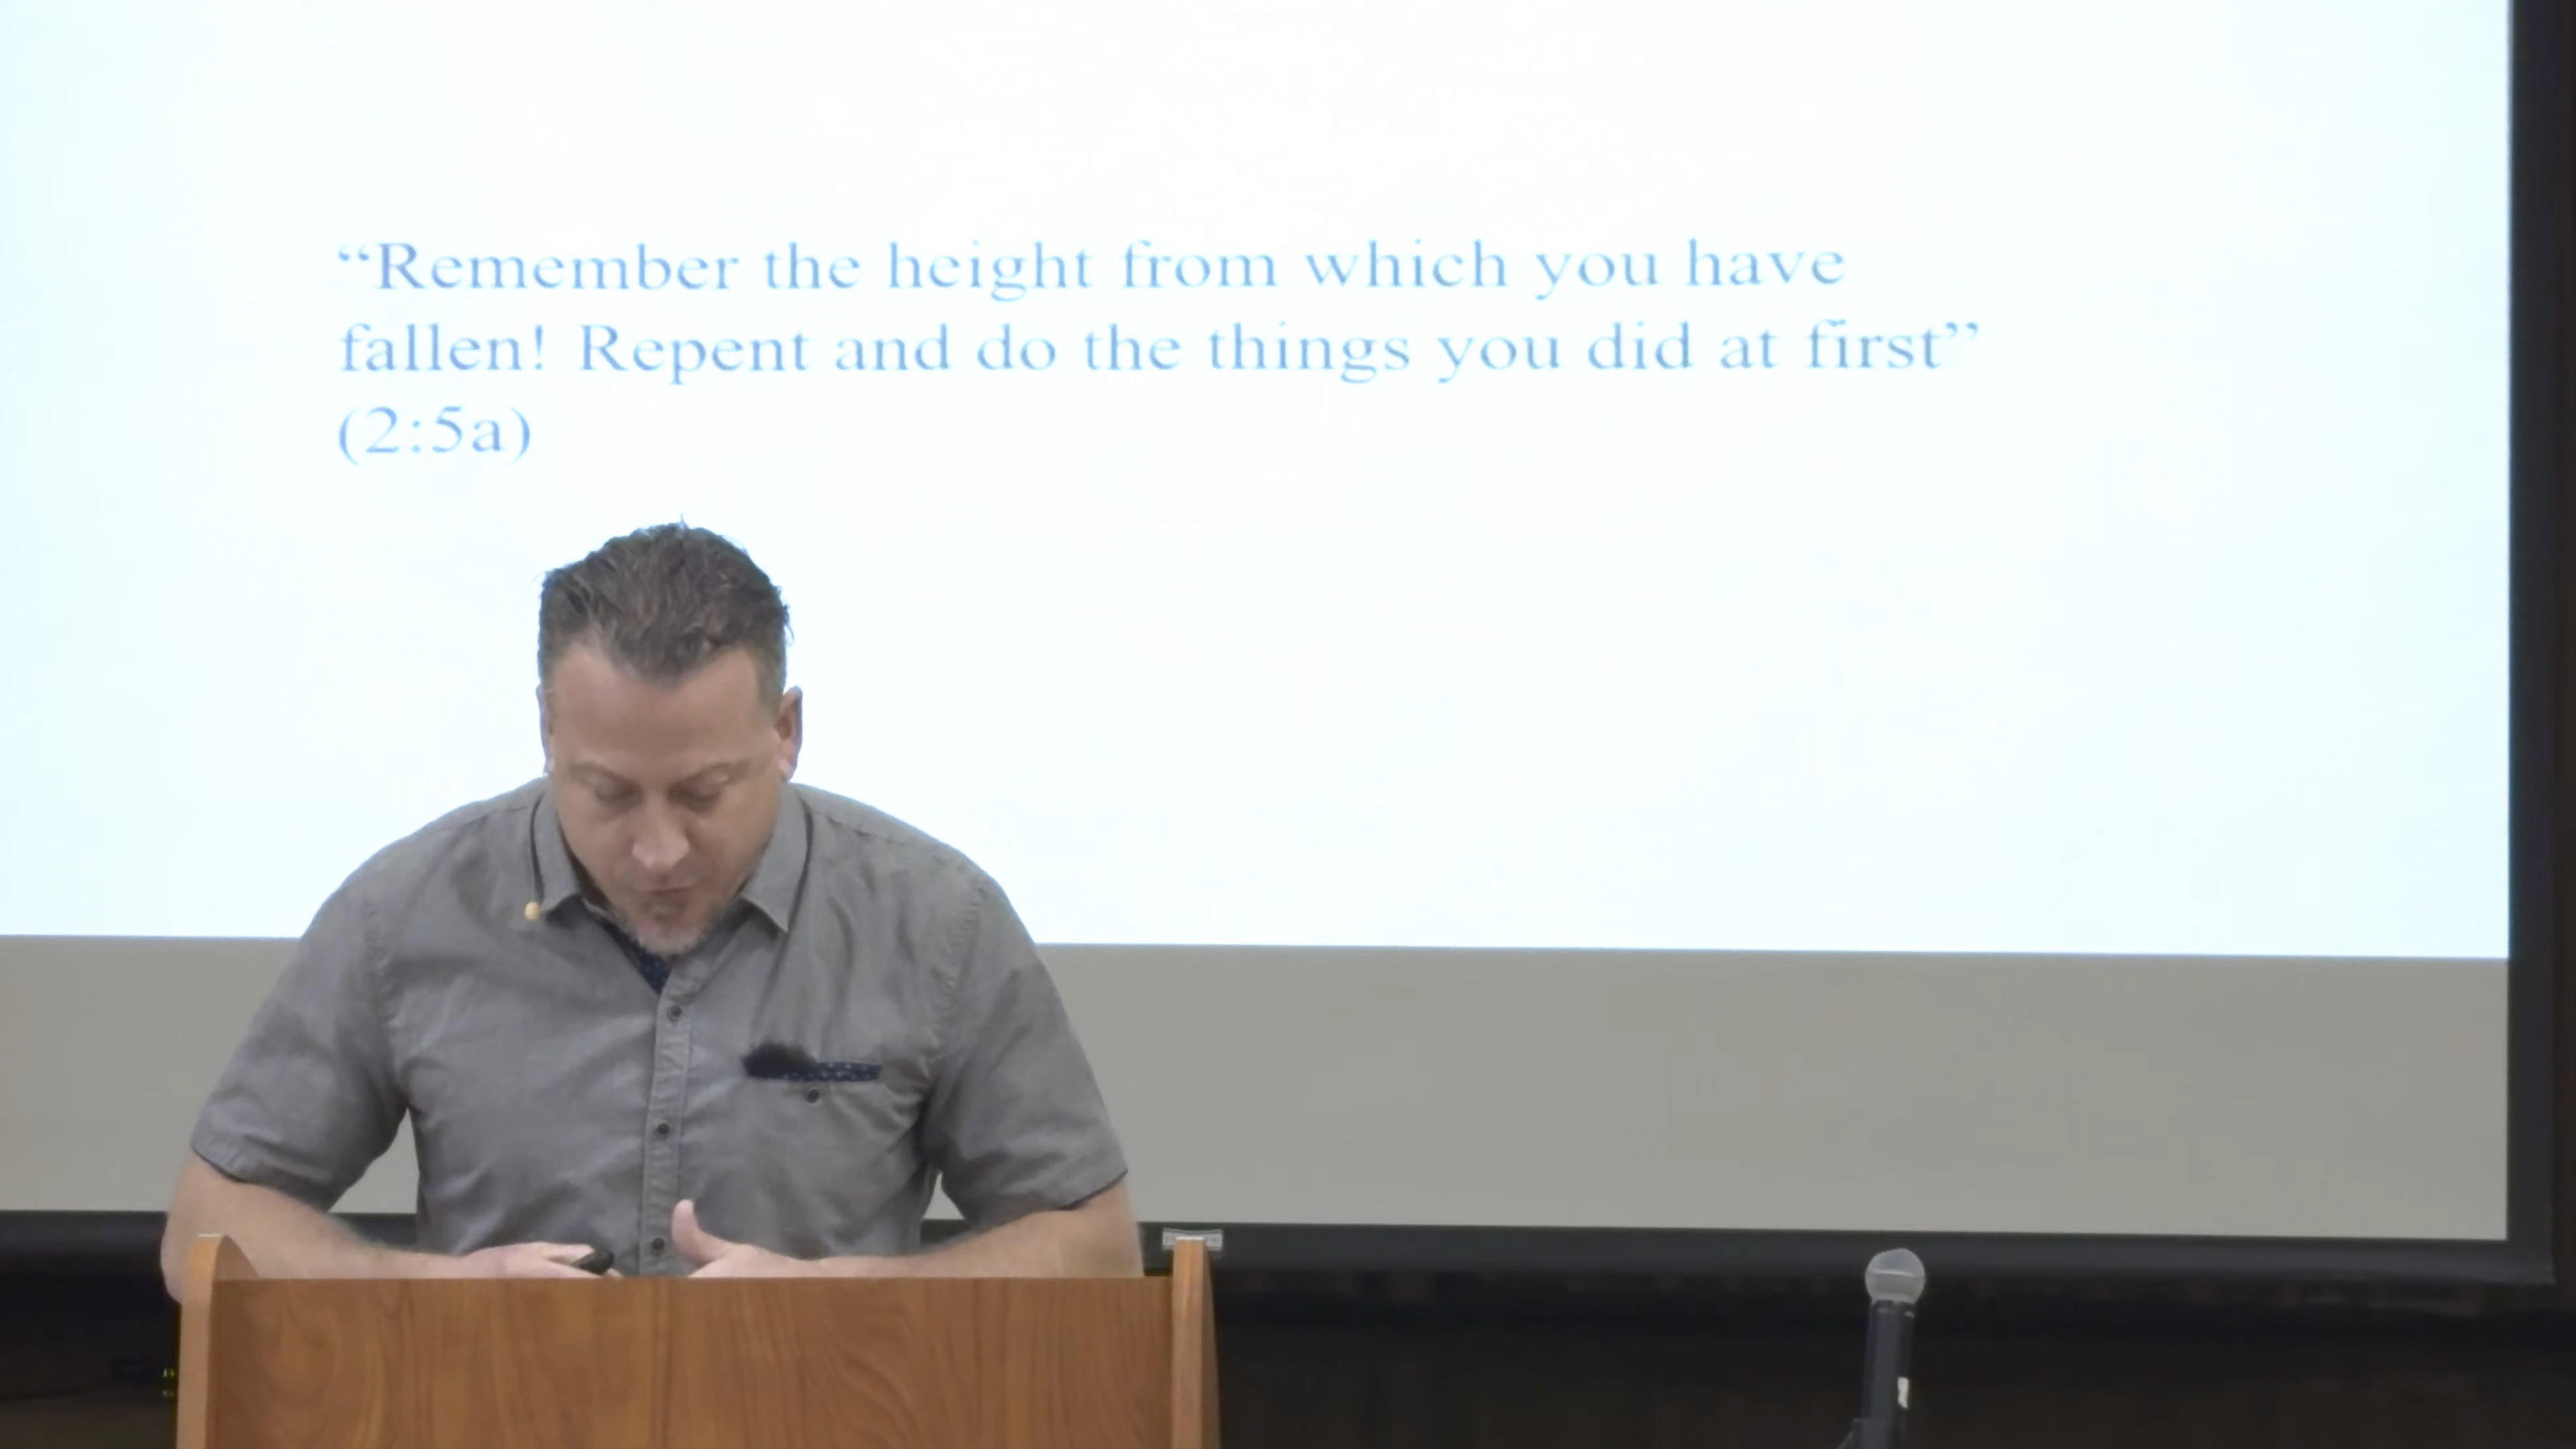 “Remember the height from which you have
fallen! Repent and do the things you did at first”
(2:5a)